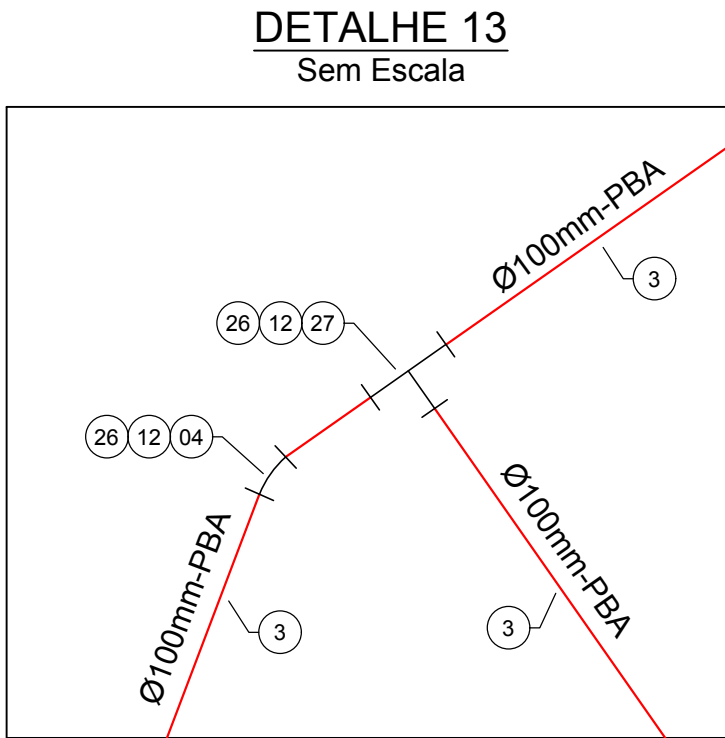 DETALHE 13
Sem Escala
Ø100mm-PBA
3
26 12 27
26 12 04
Ø100mm-PBA
Ø100mm-PBA
3
3